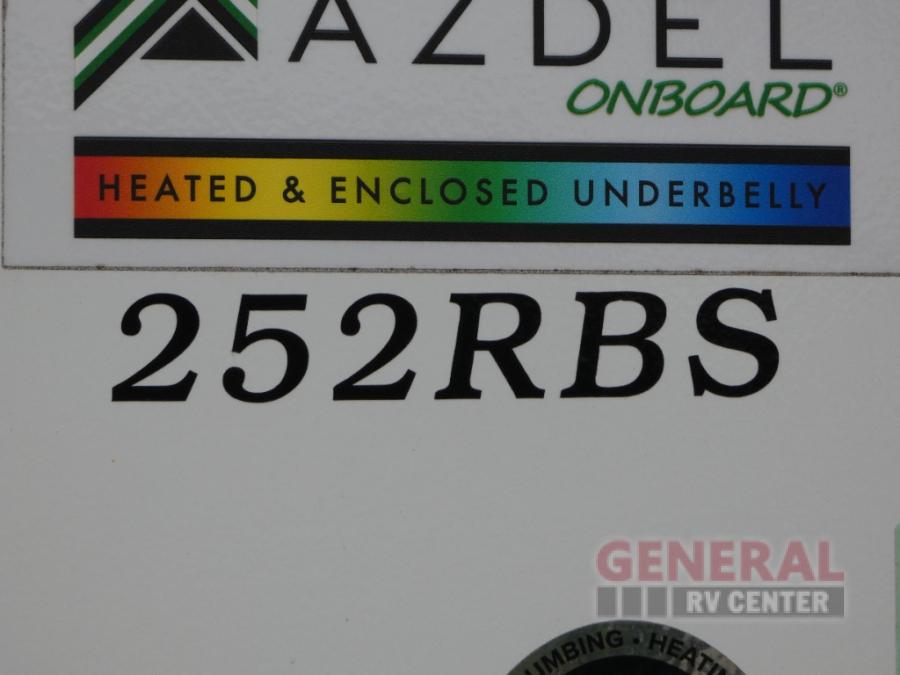 AZDEL
ONBOARD®
HEATED & ENCLOSED UNDERBELLY
252RBS
GENERAL
RV CENTER